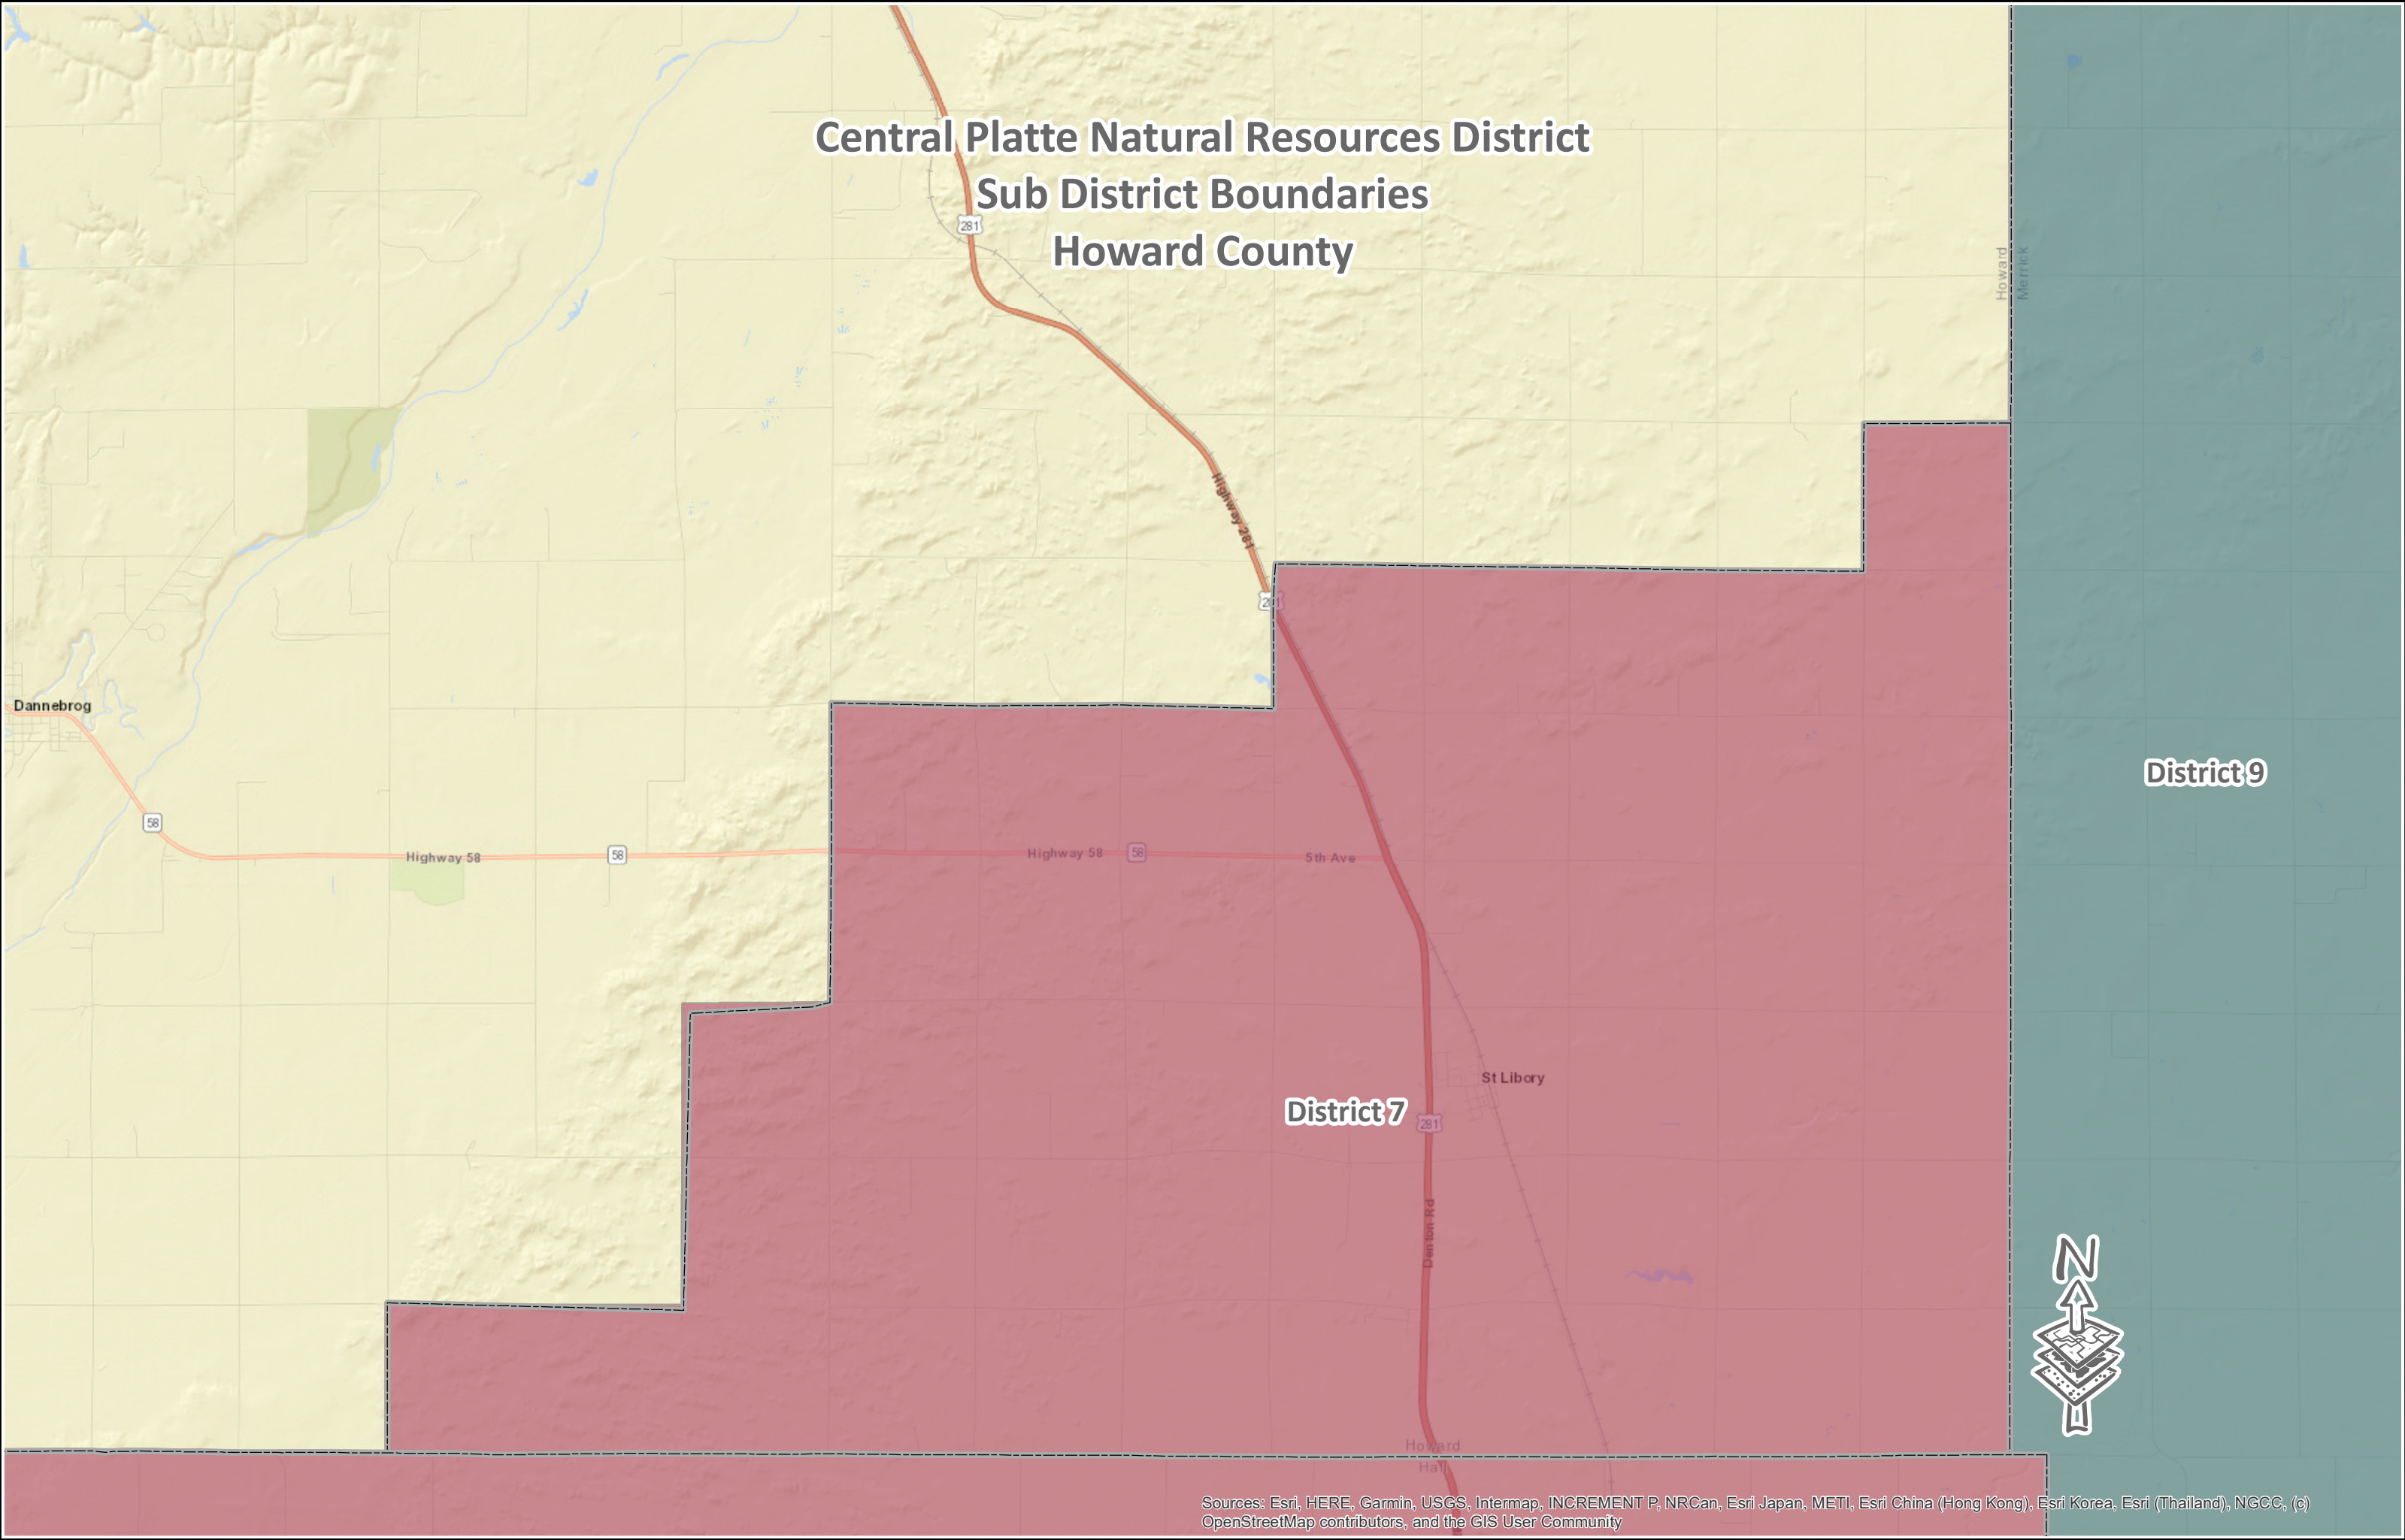 Central Platte Natural Resources District
Sub District Boundaries
Howard County
281
Howard
Merrick
Highway 281
281
Dannebrog
District 9
58
Highway 58
58
Highway 58
58
5th Ave
St Libory
District 7
281
Denton Rd
N
Howard
Hall
Sources: Esri, HERE, Garmin, USGS, Intermap, INCREMENT P, NRCan, Esri Japan, METI, Esri China (Hong Kong), Esri Korea, Esri (Thailand), NGCC, (c)
OpenStreetMap contributors, and the GIS User Community